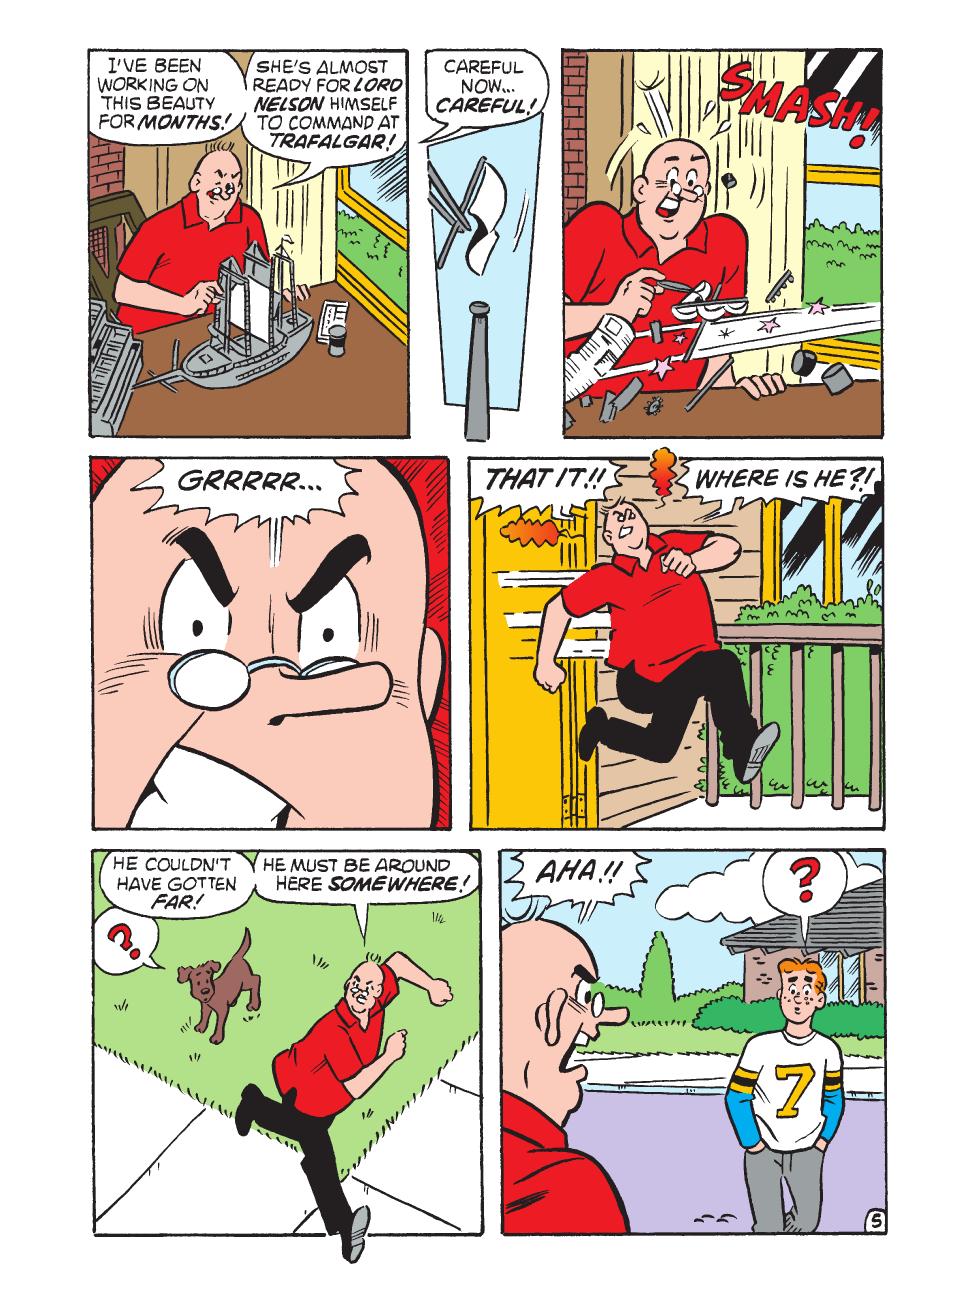 I'VE BEEN
WORKING ON
THIS BEAUTY
FOR MONTHS!
SHE'S ALMOST
READY FOR LORD
NELSON HIMSELF
TO COMMAND AT
TRAFALGAR!
CAREFUL
NOW...
CAREFUL!
SMASH!
GRRRRR...
THAT IT!!
WHERE IS HE?!
HE COULDN'T
HAVE GOTTEN
FAR!
HE MUST BE AROUND
HERE SOMEWHERE!
?
AHA!!
?
7
5